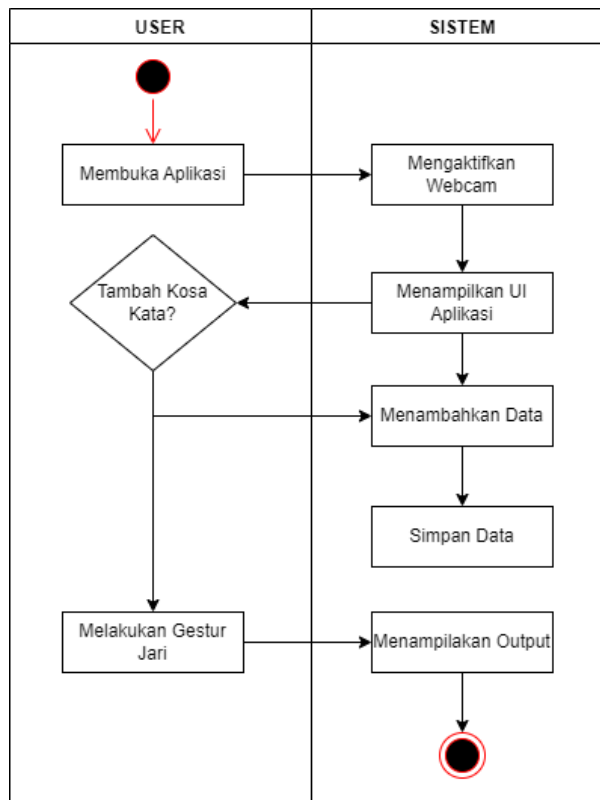 USER
SISTEM
Membuka Aplikasi
Mengaktifkan
Webcam
Tambah Kosa
Kata?
Menampilkan UI
Aplikasi
Menambahkan Data
Simpan Data
Melakukan Gestur
Jari
Menampilakan Output